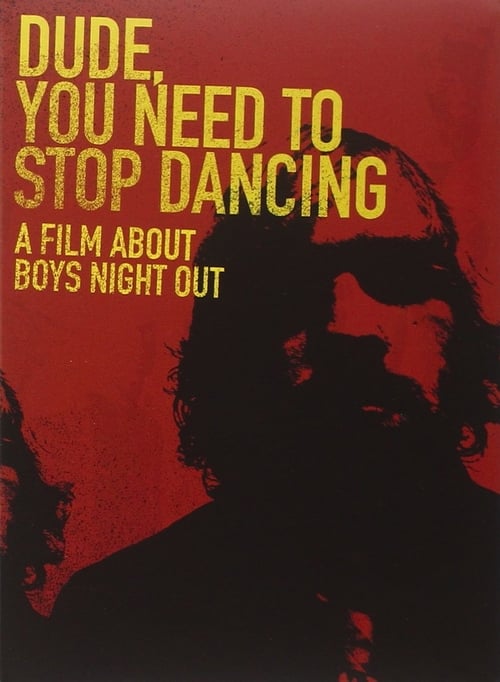 DUDE,
YOU NEED TO
STOP DANCING
A FILM ABOUT
BOYS NIGHT OUT